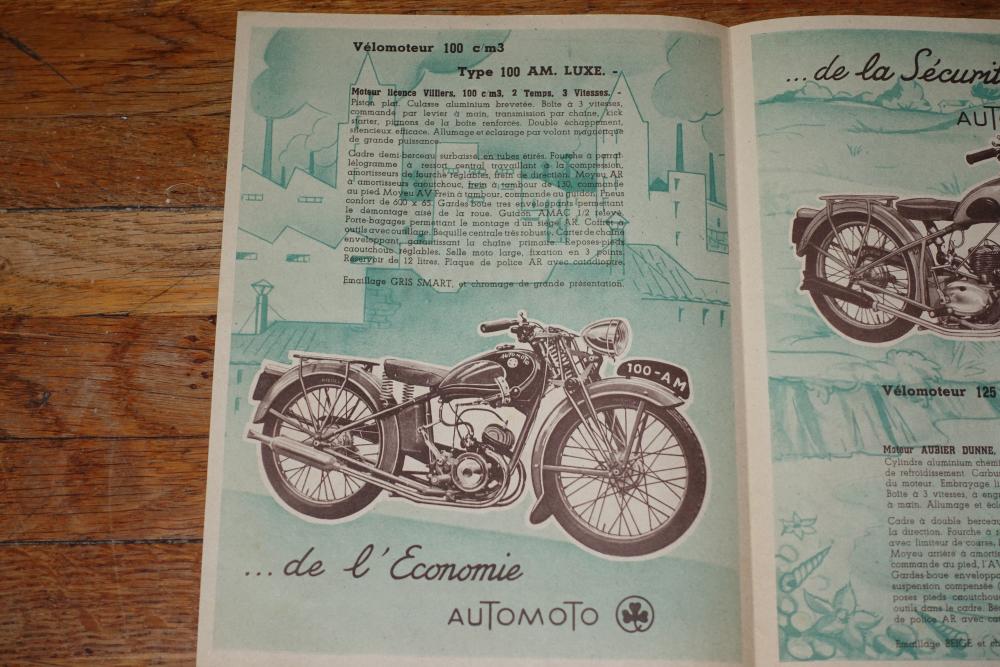 Vélomoteur 100 c/m3
Type 100 AM. LUXE. -
Moteur licence Villiers, 100 c/m3, 2 Temps, 3 Vitesses. -
Piston plat. Culasse aluminium brevetée. Boîte à 3 vitesses,
commande par levier à main, transmission par chaîne, kick
starter, pignons de la boîte renforcés. Double échappement,
silencieux efficace. Allumage et éclairage par volant magnétique
de grande puissance.
Cadre demi-berceau surbaissé, en tubes étirés. Fourche à paral-
lélogramme à ressort central travaillant à la compression,
amortisseurs de fourche réglables, frein de direction. Moyeu AR
à amortisseurs caoutchouc, frein à tambour de 130, commande
au pied Moyeu AV Frein à tambour, commande au guidon. Pneus
confort de 600 x 65. Gardes-boue tres enveloppants permettant
le démontage aisé de la roue. Guidon AMAC 1/2 relevé.
Porte-bagages permettant le montage d'un siège AR. Coffre à
outils avec outillage. Béquille centrale très robuste. Carter de chaîne
enveloppant, garantissant la chaîne primaire. Reposes-pieds
caoutchouc réglables. Selle moto large, fixation en 3 points.
Réservoir de 12 litres. Plaque de police AR avec catadioptre.
Emaillage GRIS SMART, et chromage de grande présentation.
AUTOMOTO
100-AM
...de l'Economie
AUTOMOTO
...de la Sécurit
AUTO
Vélomoteur 125
Moteur AUBIER DUNNE,
Cylindre aluminium chemi
de refroidissement. Carbu
du moteur. Embrayage li
Boîte à 3 vitesses, à eng
à main. Allumage et écl
Cadre à double berceau
la direction. Fourche à
avec limiteur de course,
Moyeu arrière à amortis
commande au pied, l'AV
Gardes-boue envelopp
suspension compensée
poses pieds caoutchou
outils dans le cadre. Bé
de police AR avec cat
Emaillage BEIGE et ch